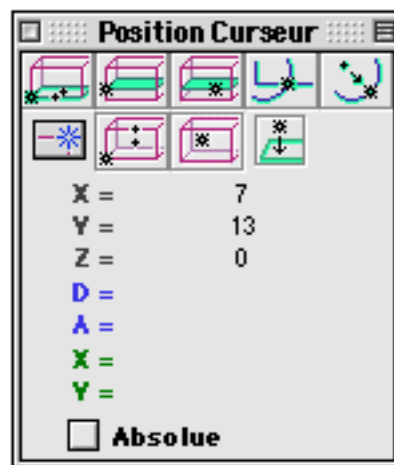 Position Curseur
X = 7
Y = 13
Z = 0
D =
A =
X =
Y =
Absolue